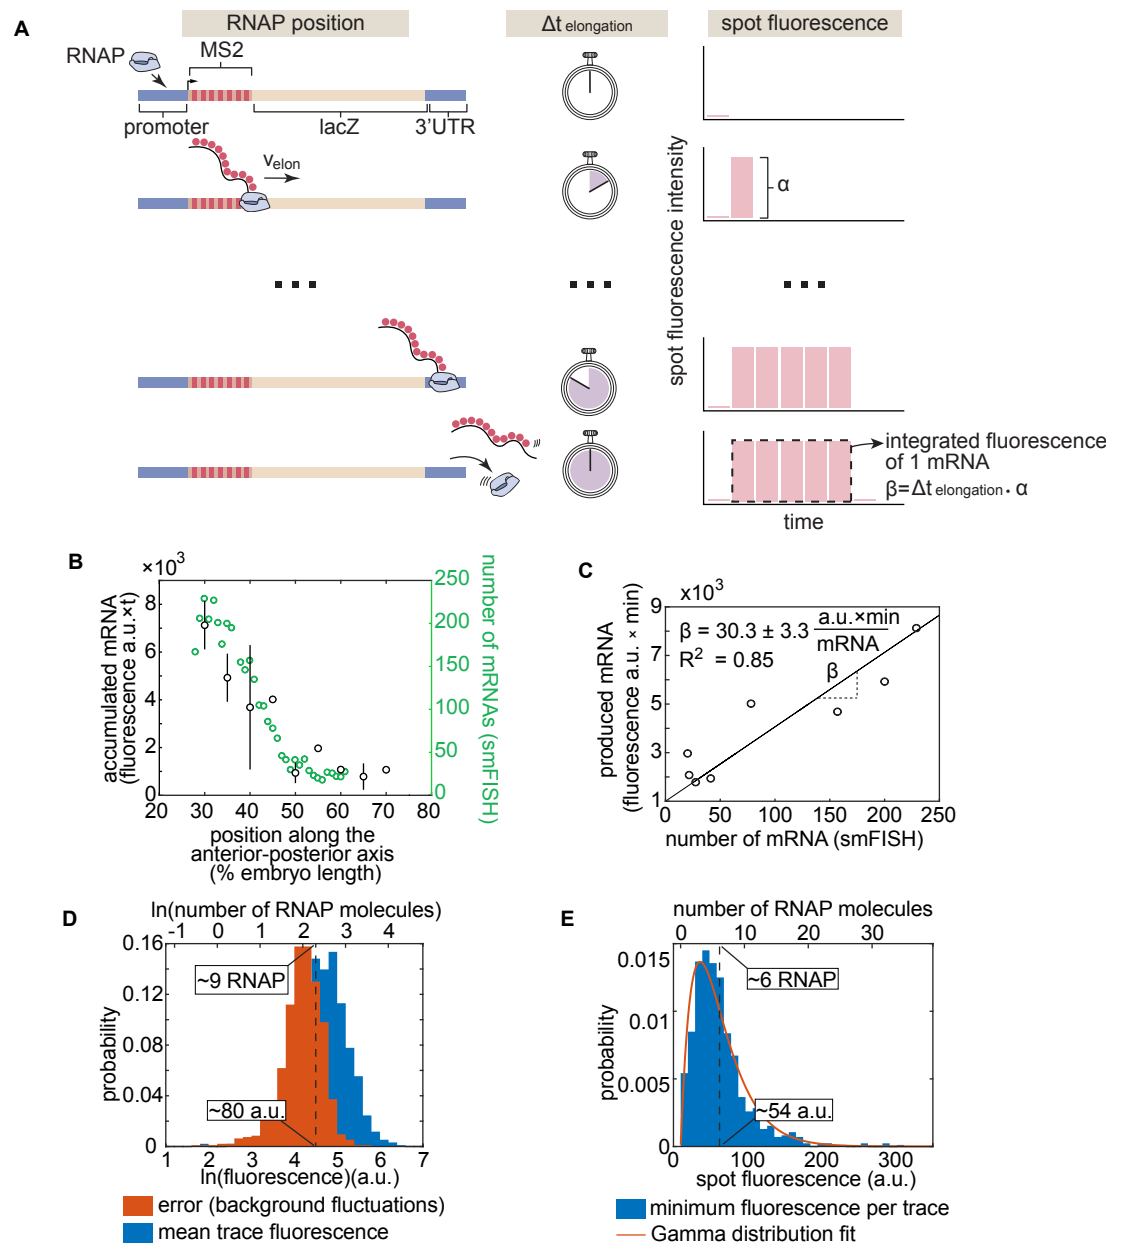 A
RNAP position
Δt elongation
spot fluorescence
RNAP
MS2
promoter
lacZ
3'UTR
v elon
α
spot fluorescence intensity
integrated fluorescence
of 1 mRNA
β=Δt elongation · α
time
B
×10³
accumulated mRNA
(fluorescence a.u.×t)
8
6
4
2
0
250
200
150
100
50
0
number of mRNAs (smFISH)
20 30 40 50 60 70 80
position along the
anterior-posterior axis
(% embryo length)
C
x10³
produced mRNA
(fluorescence a.u. × min)
9
7
5
3
1
β = 30.3 ± 3.3 a.u.×min
mRNA
R² = 0.85
β
0 50 100 150 200 250
number of mRNA (smFISH)
D
ln(number of RNAP molecules)
-1 0 1 2 3 4
probability
0.16
0.12
0.08
0.04
0
~9 RNAP
~80 a.u.
1 2 3 4 5 6 7
ln(fluorescence)(a.u.)
error (background fluctuations)
mean trace fluorescence
E
number of RNAP molecules
0 10 20 30
probability
0.015
0.01
0.005
0
~6 RNAP
~54 a.u.
0 100 200 300
spot fluorescence (a.u.)
minimum fluorescence per trace
Gamma distribution fit